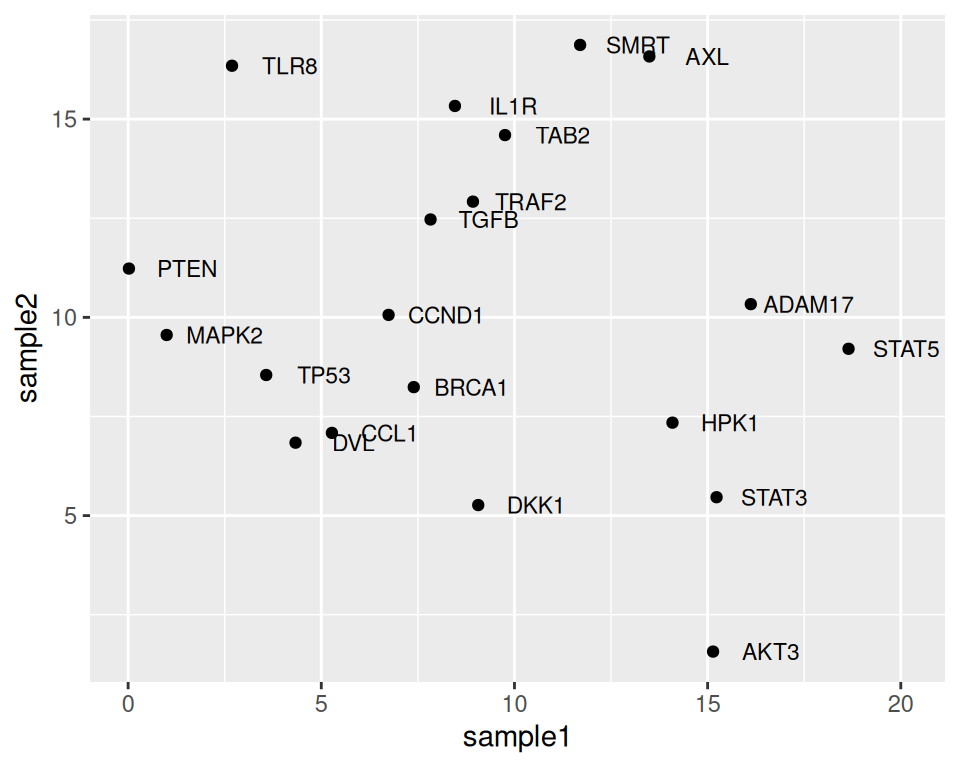 SMRT
AXL
TLR8
IL1R
TAB2
TRAF2
TGFB
PTEN
ADAM17
CCND1
MAPK2
STAT5
TP53
BRCA1
HPK1
CCL1
DVL
STAT3
DKK1
AKT3
15
10
5
sample2
0 5 10 15 20
sample1